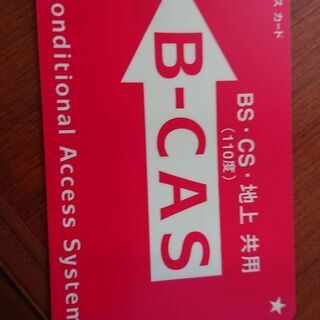 ス カード
BS・CS・地上 共用
(110度)
B-CAS
onditional Access System